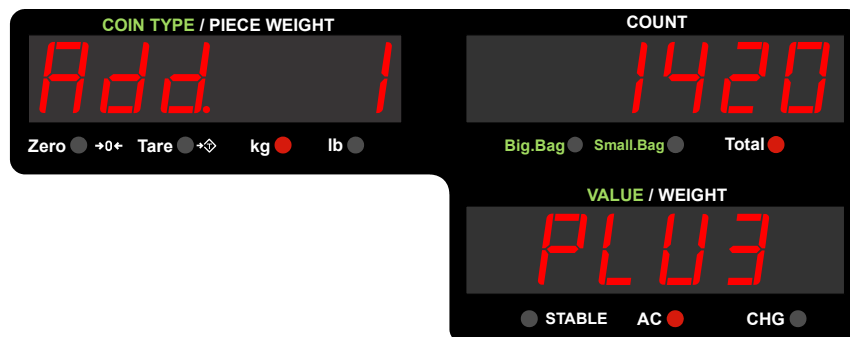 COIN TYPE / PIECE WEIGHT
Add. 1
Zero →0← Tare →T← kg lb
COUNT
1420
Big.Bag Small.Bag Total
VALUE / WEIGHT
PLU3
STABLE AC CHG